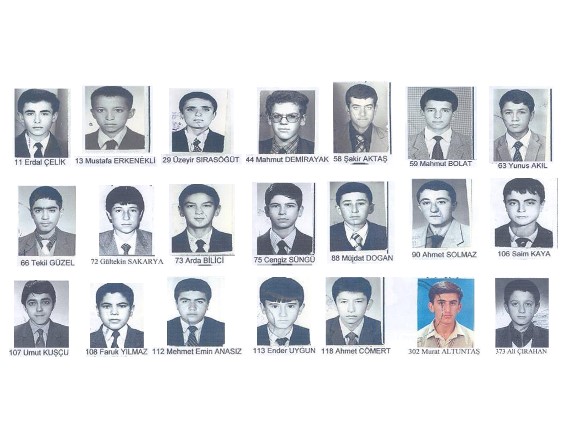 11 Erdal ÇELİK
13 Mustafa ERKENEKLİ
29 Üzeyir SIRASÖĞÜT
44 Mahmut DEMİRAYAK
58 Şakir AKTAŞ
59 Mahmut BOLAT
63 Yunus AKIL
66 Tekil GÜZEL
72 Gültekin SAKARYA
73 Arda BİLİCİ
75 Cengiz SÜNGÜ
88 Müjdat DOĞAN
90 Ahmet SOLMAZ
106 Saim KAYA
107 Umut KUŞÇU
108 Faruk YILMAZ
112 Mehmet Emin ANASIZ
113 Ender UYGUN
118 Ahmet CÖMERT
302 Murat ALTUNTAŞ
373 Ali ÇIRAHAN